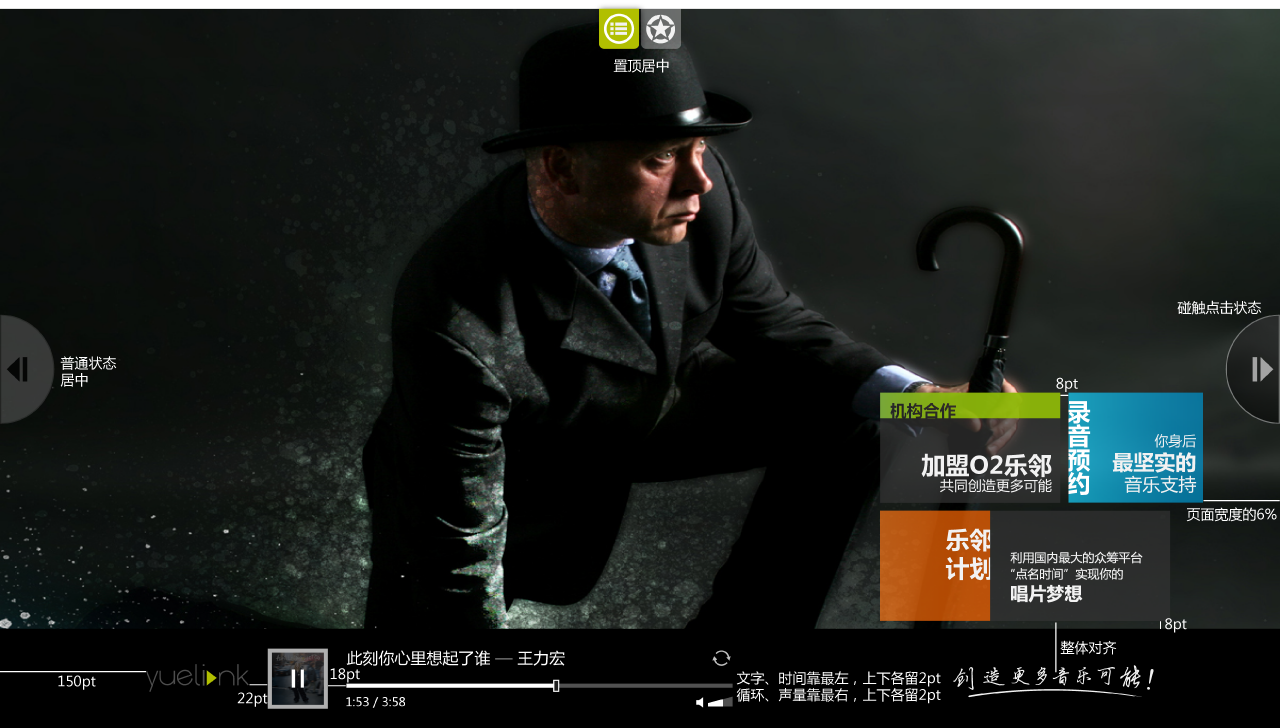 置顶居中
碰触点击状态
普通状态
居中
8pt
机构合作
加盟O2乐邻
共同创造更多可能
录音预约
你身后
最坚实的
音乐支持
页面宽度的6%
乐邻
计划
利用国内最大的众筹平台
“点名时间”实现你的
唱片梦想
8pt
整体对齐
此刻你心里想起了谁 — 王力宏
150pt
yuelink
22pt
18pt
1:53 / 3:58
文字、时间靠最左，上下各留2pt
循环、声量靠最右，上下各留2pt
创造更多音乐可能!